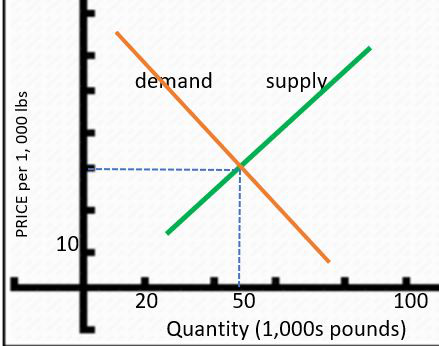 demand supply
PRICE per 1, 000 lbs
10
20 50 100
Quantity (1,000s pounds)